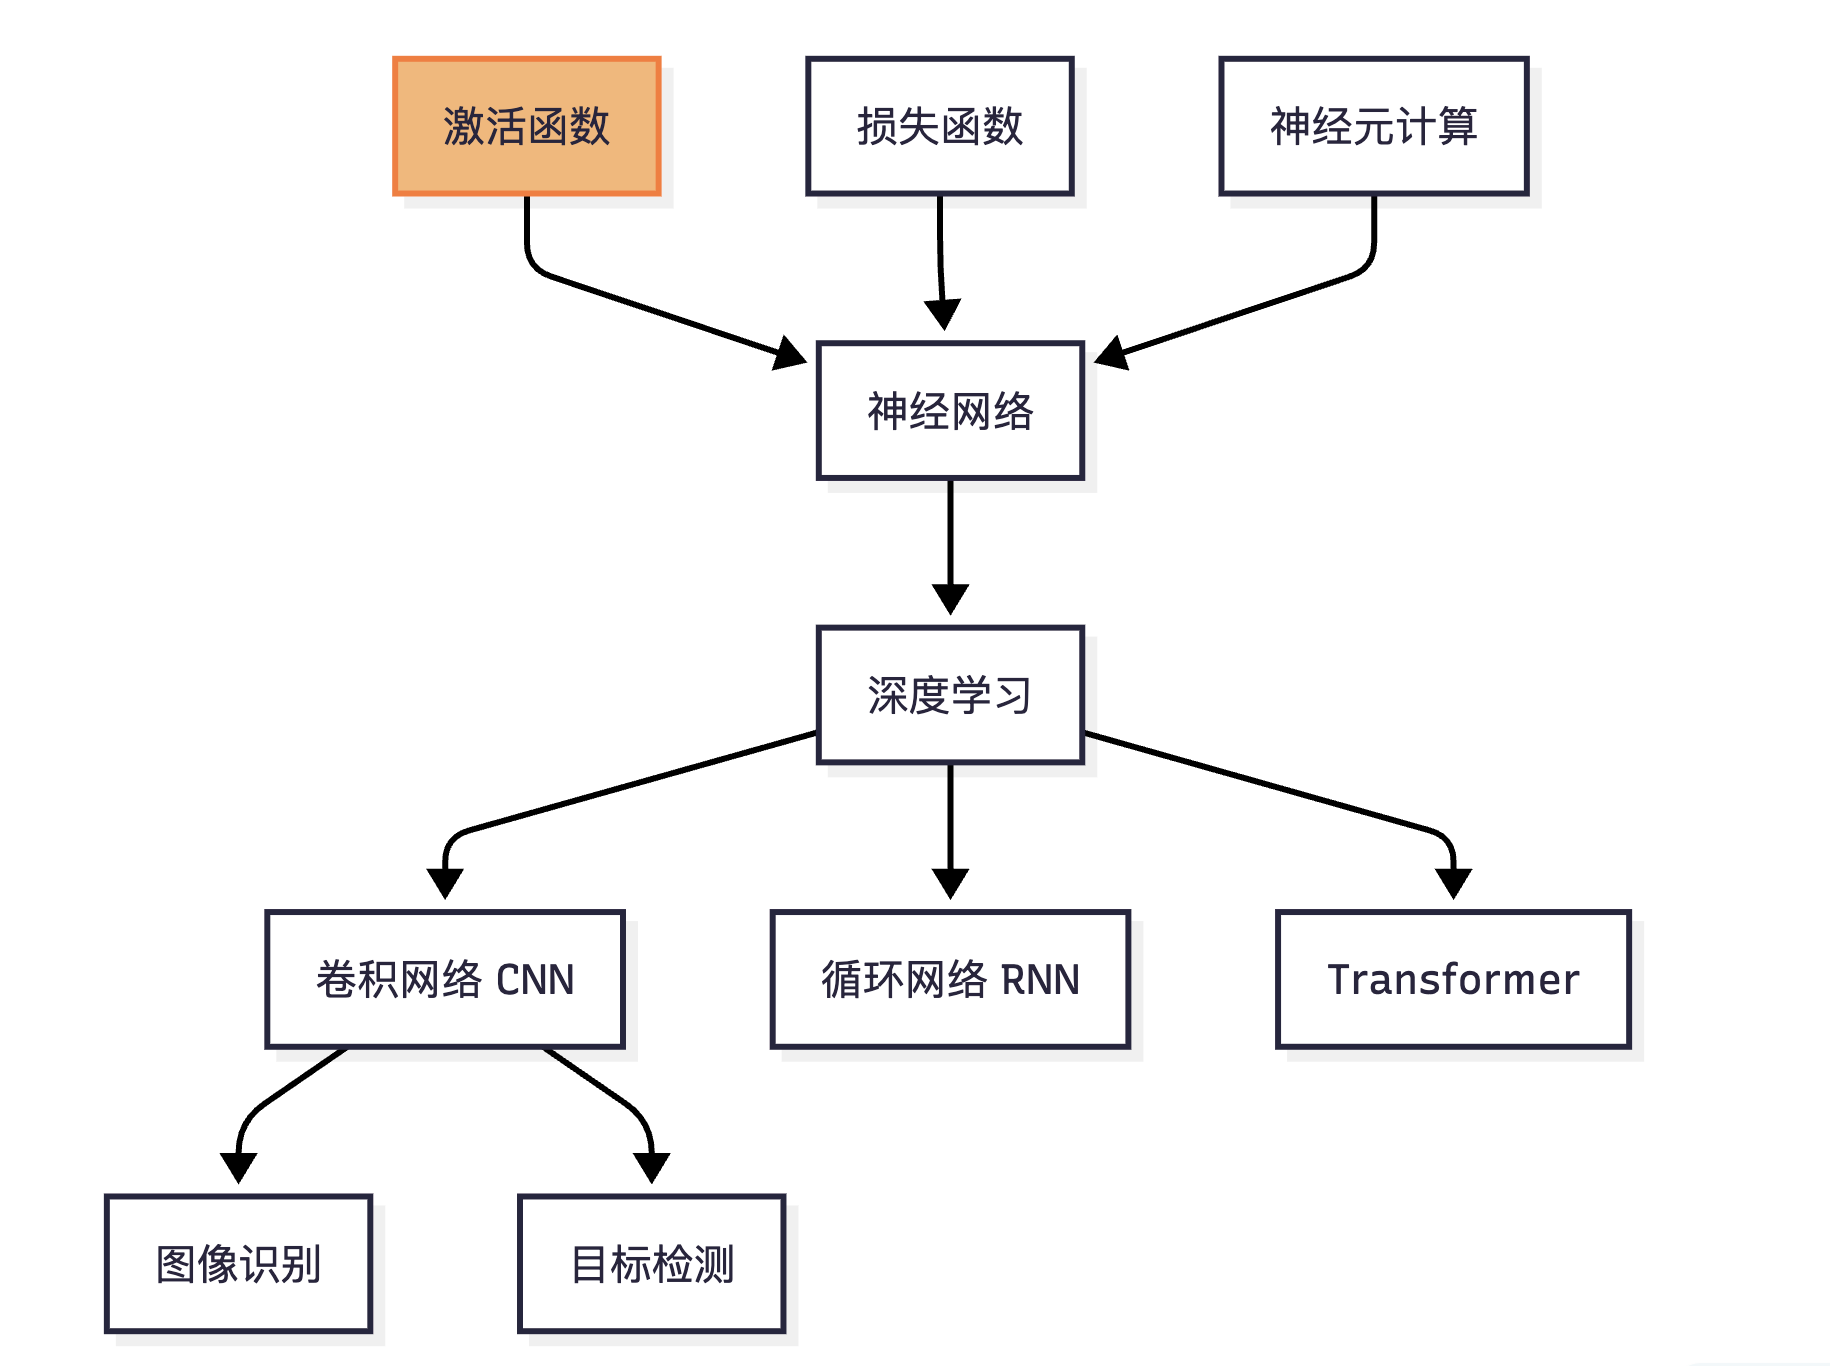 激活函数
损失函数
神经元计算
神经网络
深度学习
卷积网络 CNN
循环网络 RNN
Transformer
图像识别
目标检测